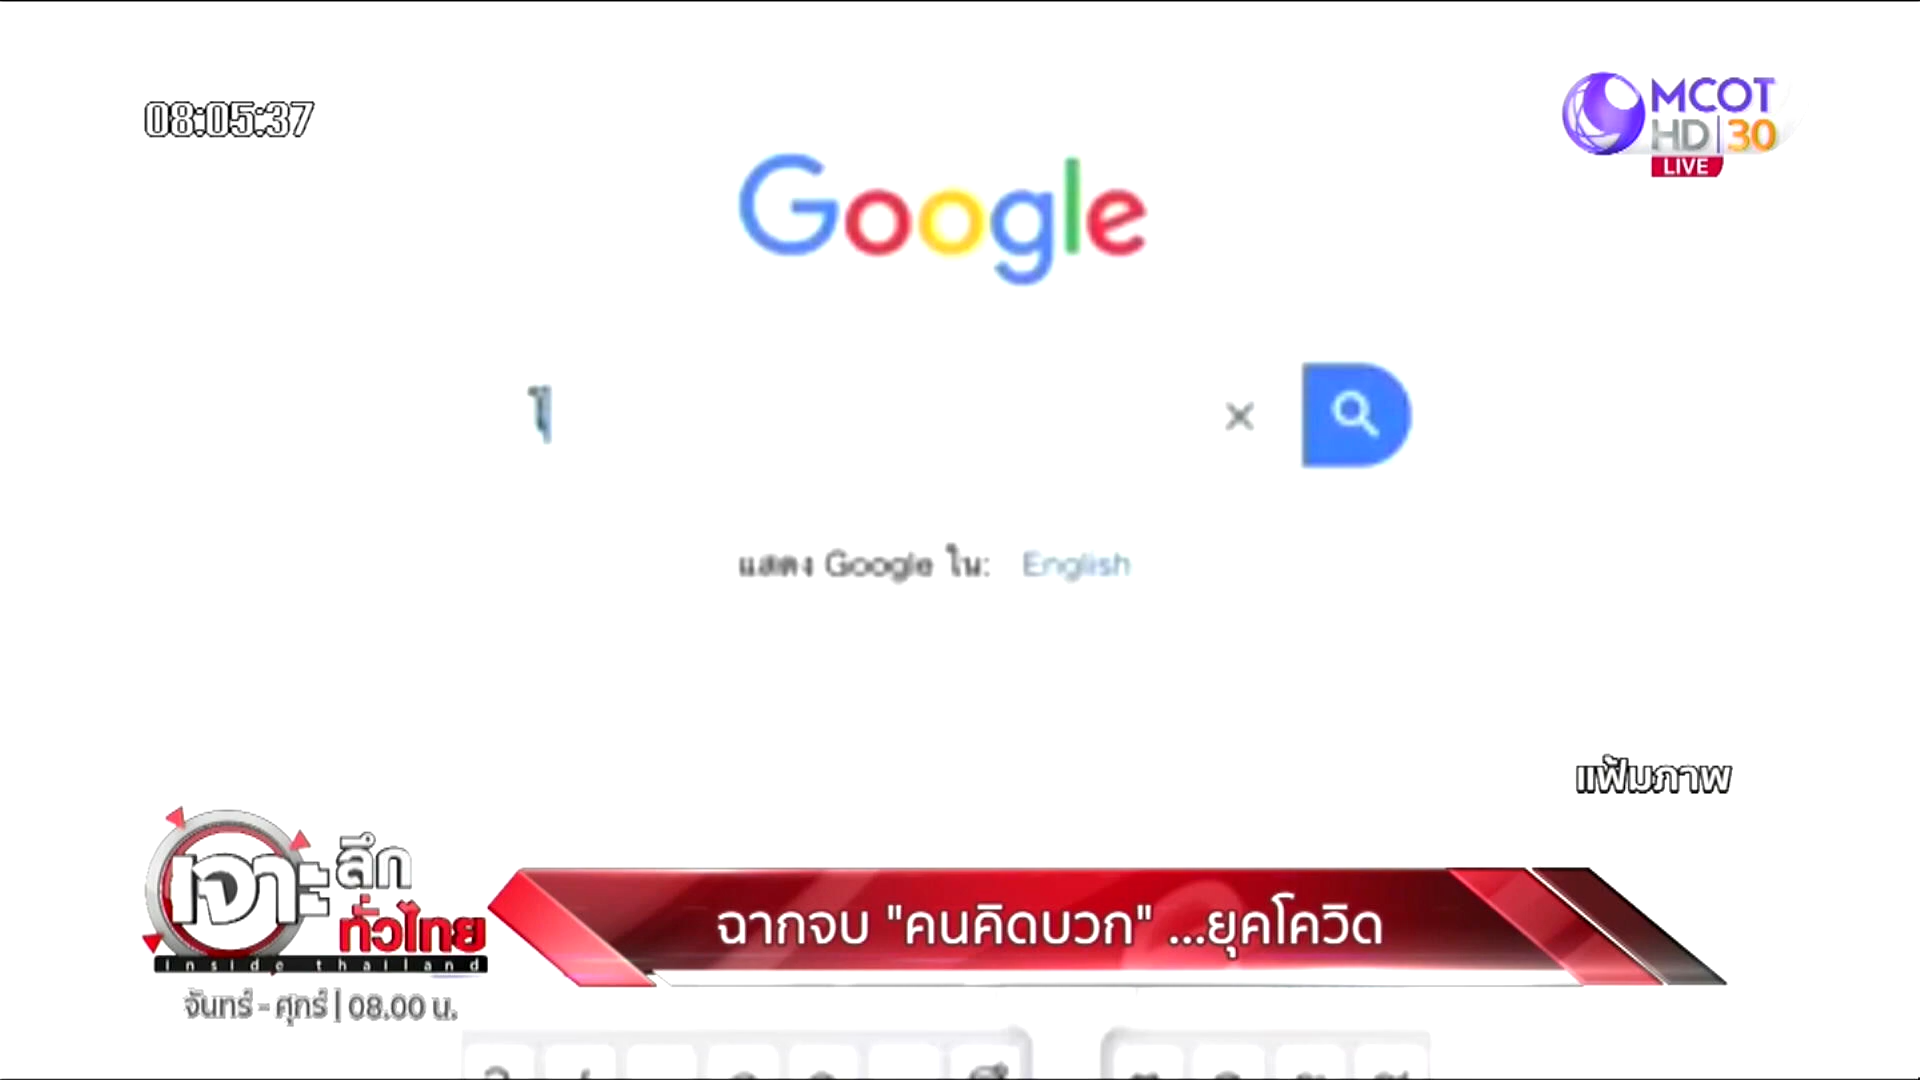 08:05:37
MCOT
HD 30
LIVE
Google
แสดง Google ใน: English
แฟ้มภาพ
เจาะลึก
ทั่วไทย
inside thailand
จันทร์ - ศุกร์ | 08.00 น.
ฉากจบ "คนคิดบวก" ...ยุคโควิด